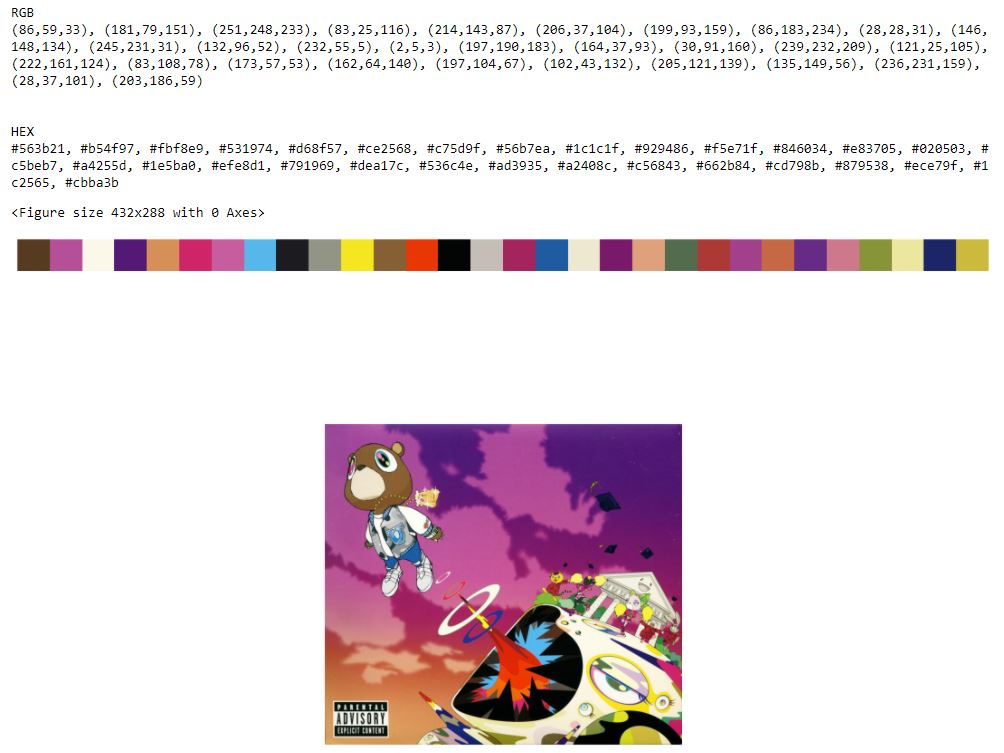 RGB
(86,59,33), (181,79,151), (251,248,233), (83,25,116), (214,143,87), (206,37,104), (199,93,159), (86,183,234), (28,28,31), (146,
148,134), (245,231,31), (132,96,52), (232,55,5), (2,5,3), (197,190,183), (164,37,93), (30,91,160), (239,232,209), (121,25,105),
(222,161,124), (83,108,78), (173,57,53), (162,64,140), (197,104,67), (102,43,132), (205,121,139), (135,149,56), (236,231,159),
(28,37,101), (203,186,59)
HEX
#563b21, #b54f97, #fbf8e9, #531974, #d68f57, #ce2568, #c75d9f, #56b7ea, #1c1c1f, #929486, #f5e71f, #846034, #e83705, #020503, #
c5beb7, #a4255d, #1e5ba0, #efe8d1, #791969, #dea17c, #536c4e, #ad3935, #a2408c, #c56843, #662b84, #cd798b, #879538, #ece79f, #1
c2565, #cbba3b
<Figure size 432x288 with 0 Axes>
PARENTAL
ADVISORY
EXPLICIT CONTENT